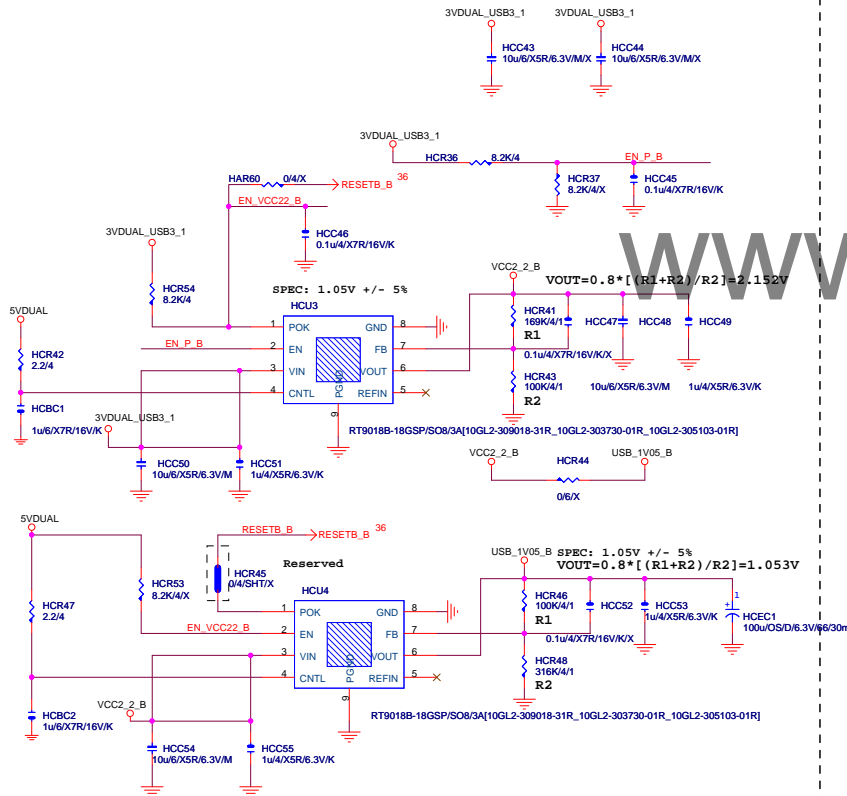 3VDUAL_USB3_1
3VDUAL_USB3_1
HCC43
10u/6/X5R/6.3V/M/X
HCC44
10u/6/X5R/6.3V/M/X
3VDUAL_USB3_1
HCR36
8.2K/4
EN_P_B
HCR37
8.2K/4/X
HCC45
0.1u/4/X7R/16V/K
HAR60
0/4/X
RESETB_B
36
EN_VCC22_B
HCC46
0.1u/4/X7R/16V/K
3VDUAL_USB3_1
HCR54
8.2K/4
WWW
SPEC: 1.05V +/- 5%
HCU3
VCC2_2_B
VOUT=0.8*[(R1+R2)/R2]=2.152V
5VDUAL
HCR42
2.2/4
EN_P_B
1 POK GND 8
2 EN FB 7
3 VIN VOUT 6
4 CNTL REFIN 5
PGND
9
HCR41
169K/4/1
R1
HCC47
HCC48
HCC49
0.1u/4/X7R/16V/K/X
HCR43
100K/4/1
R2
10u/6/X5R/6.3V/M
1u/4/X5R/6.3V/K
HCBC1
1u/6/X7R/16V/K
3VDUAL_USB3_1
RT9018B-18GSP/SO8/3A[10GL2-309018-31R_10GL2-303730-01R_10GL2-305103-01R]
HCC50
10u/6/X5R/6.3V/M
HCC51
1u/4/X5R/6.3V/K
VCC2_2_B
HCR44
0/6/X
USB_1V05_B
5VDUAL
RESETB_B
RESETB_B
36
HCR45
0/4/SHT/X
Reserved
HCU4
HCR53
8.2K/4/X
HCR47
2.2/4
EN_VCC22_B
1 POK GND 8
2 EN FB 7
3 VIN VOUT 6
4 CNTL REFIN 5
PGND
9
USB_1V05_B
SPEC: 1.05V +/- 5%
VOUT=0.8*[(R1+R2)/R2]=1.053V
HCR46
100K/4/1
R1
HCC52
0.1u/4/X7R/16V/K/X
HCC53
1u/4/X5R/6.3V/K
1
+
HCEC1
100u/OS/D/6.3V/66/30m
HCR48
316K/4/1
R2
HCBC2
1u/6/X7R/16V/K
VCC2_2_B
RT9018B-18GSP/SO8/3A[10GL2-309018-31R_10GL2-303730-01R_10GL2-305103-01R]
HCC54
10u/6/X5R/6.3V/M
HCC55
1u/4/X5R/6.3V/K